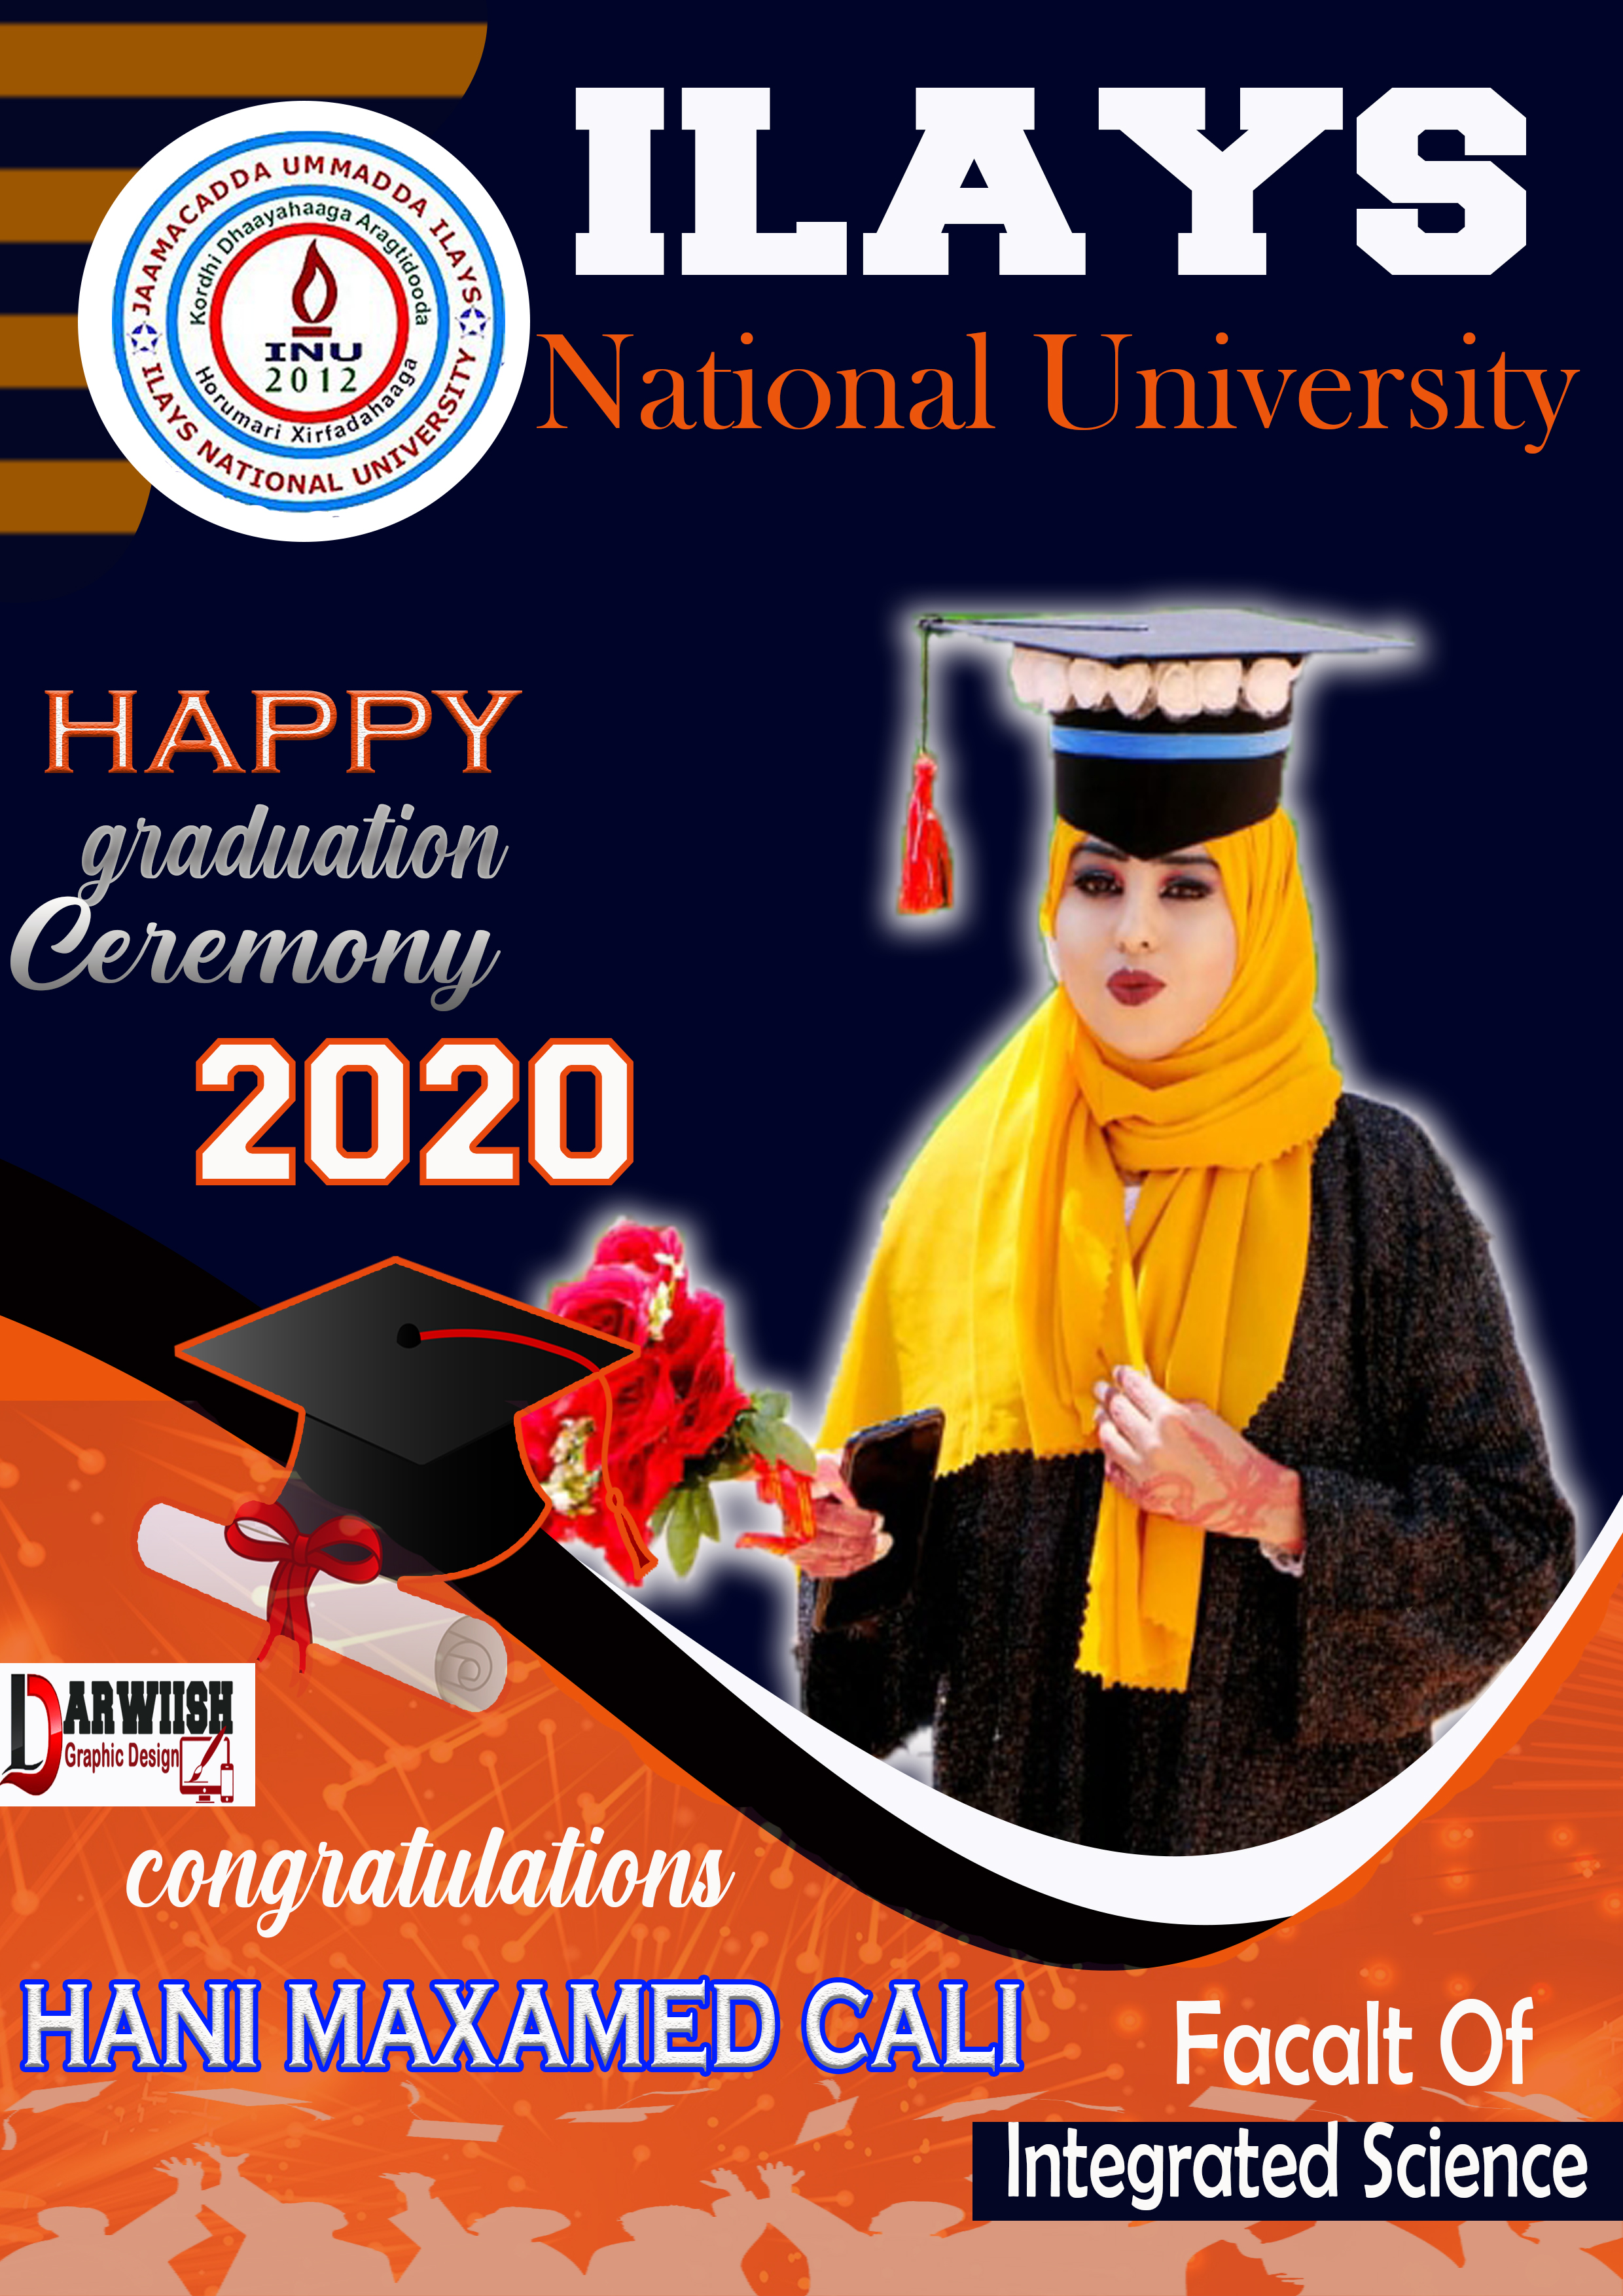 ILAYS
National University
JAAMACADDA UMMADDA ILAYS
Kordhi Dhaayahaaga Aragtidooda
INU
2012
Horumari Xirfadahaaga
ILAYS NATIONAL UNIVERSITY
HAPPY
graduation
Ceremony
2020
DARWIISH
Graphic Design
congratulations
HANI MAXAMED CALI
Facalt Of
Integrated Science